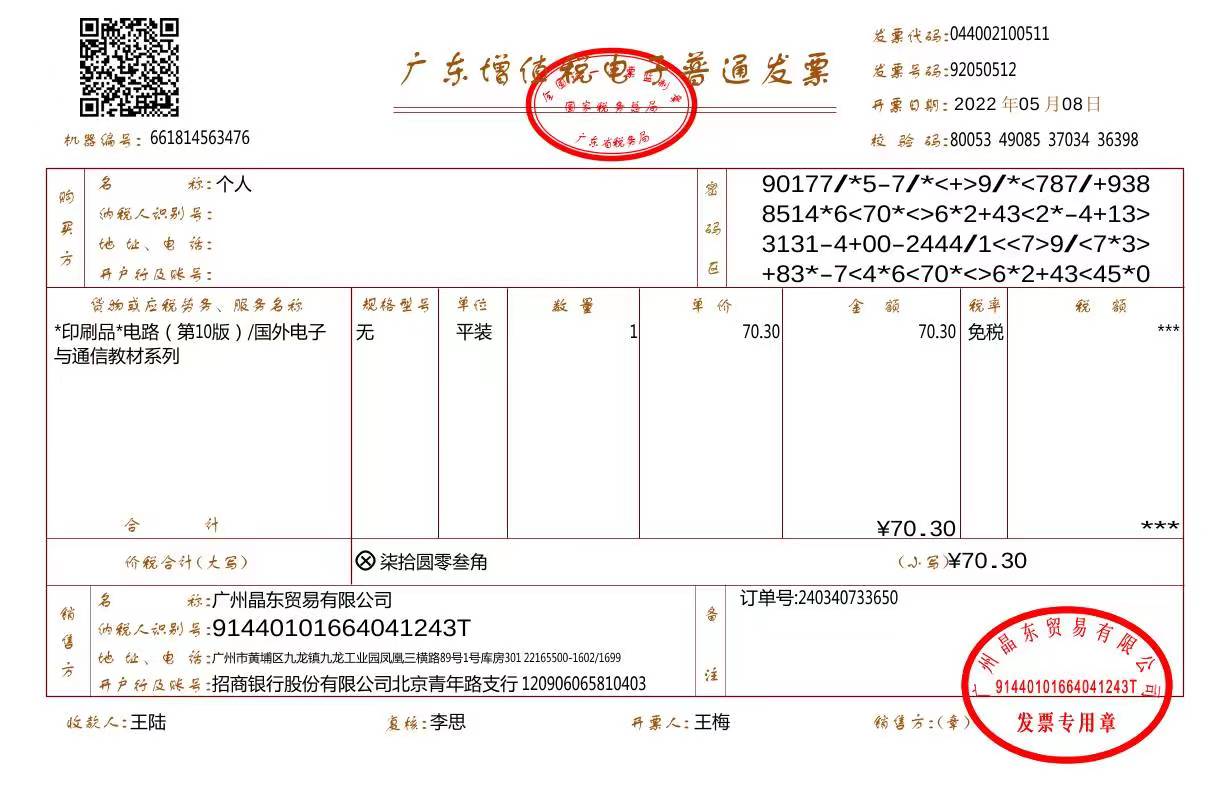 广东增值税电子普通发票
全国统一发票监制章
国家税务总局
广东省税务局
发票代码:044002100511
发票号码:92050512
开票日期: 2022 年05 月08日
校 验 码:80053 49085 37034 36398
机器编号: 661814563476
购买方
名 称:个人
纳税人识别号:
地 址、电 话:
开户行及账号:
密码区
90177/*5-7/*<+>9/*<787/+938
8514*6<70*<>6*2+43<2*-4+13>
3131-4+00-2444/1<<7>9/<7*3>
+83*-7<4*6<70*<>6*2+43<45*0
货物或应税劳务、服务名称 规格型号 单位 数 量 单 价 金 额 税率 税 额
*印刷品*电路（第10版）/国外电子 无 平装 1 70.30 70.30 免税 ***
与通信教材系列
合 计 ¥70.30 ***
价税合计(大写) ⊗柒拾圆零叁角 (小写)¥70.30
销售方
名 称:广州晶东贸易有限公司
纳税人识别号:91440101664041243T
地 址、电 话:广州市黄埔区九龙镇九龙工业园凤凰三横路89号1号库房301 22165500-1602/1699
开户行及账号:招商银行股份有限公司北京青年路支行 120906065810403
备注
订单号:240340733650
收款人:王陆 复核:李思 开票人:王梅 销售方:(章)
广州晶东贸易有限公司
91440101664041243T
发票专用章